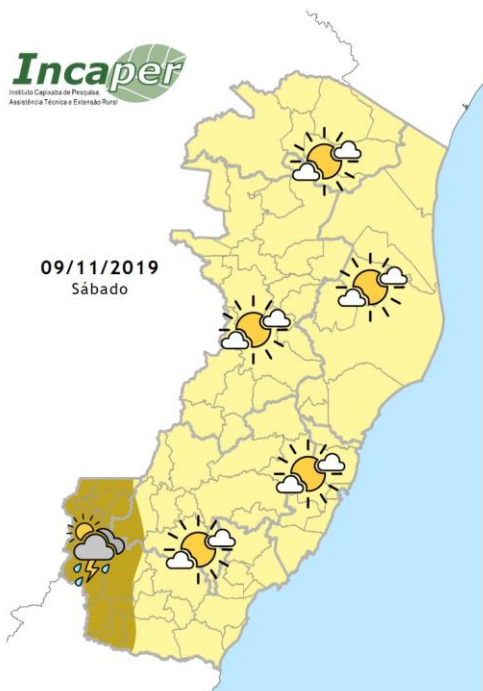 Incaper
Instituto Capixaba de Pesquisa,
Assistência Técnica e Extensão Rural
09/11/2019
Sábado